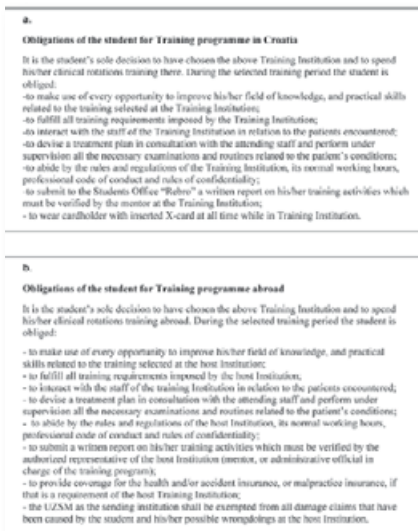 a.
Obligations of the student for Training programme in Croatia
It is the student's sole decision to have chosen the above Training Institution and to spend
his/her clinical rotations training there. During the selected training period the student is
obliged:
-to make use of every opportunity to improve his/her field of knowledge, and practical skills
related to the training selected at the Training Institution;
-to fulfill all training requirements imposed by the Training Institution;
-to interact with the staff of the Training Institution in relation to the patients encountered;
-to devise a treatment plan in consultation with the attending staff and perform under
supervision all the necessary examinations and routines related to the patient's conditions;
-to abide by the rules and regulations of the Training Institution, its normal working hours,
professional code of conduct and rules of confidentiality;
-to submit to the Students Office "Rebro" a written report on his/her training activities which
must be verified by the mentor at the Training Institution;
- to wear cardholder with inserted X-card at all time while in Training Institution.
b.
Obligations of the student for Training programme abroad
It is the student's sole decision to have chosen the above Training Institution and to spend
his/her clinical rotations training abroad. During the selected training period the student is
obliged:
- to make use of every opportunity to improve his/her field of knowledge, and practical
skills related to the training selected at the host Institution;
- to fulfill all training requirements imposed by the host Institution;
- to interact with the staff of the training Institution in relation to the patients encountered;
- to devise a treatment plan in consultation with the attending staff and perform under
supervision all the necessary examinations and routines related to the patient's conditions;
- to abide by the rules and regulations of the host Institution, its normal working hours,
professional code of conduct and rules of confidentiality;
- to submit a written report on his/her training activities which must be verified by the
authorized representative of the host Institution (mentor, or administrative official in
charge of the training program);
- to provide coverage for the health and/or accident insurance, or malpractice insurance, if
that is a requirement of the host Training Institution;
- the UZSM as the sending institution shall be exempted from all damage claims that have
been caused by the student and his/her possible wrongdoings at the host Institution.